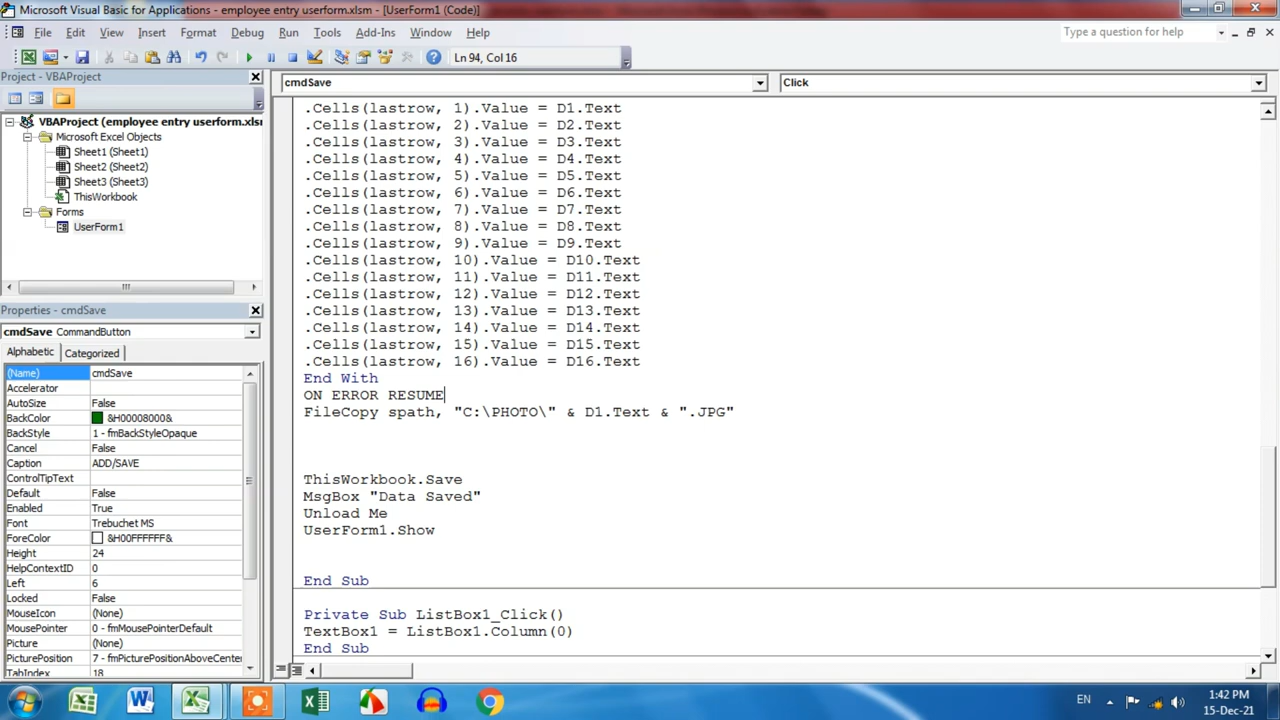 Microsoft Visual Basic for Applications - employee entry userform.xlsm - [UserForm1 (Code)]
File Edit View Insert Format Debug Run Tools Add-Ins Window Help
Type a question for help
Ln 94, Col 16
Project - VBAProject
cmdSave
Click
VBAProject (employee entry userform.xlsm
Microsoft Excel Objects
Sheet1 (Sheet1)
Sheet2 (Sheet2)
Sheet3 (Sheet3)
ThisWorkbook
Forms
UserForm1
Properties - cmdSave
cmdSave CommandButton
Alphabetic Categorized
(Name) cmdSave
Accelerator
AutoSize False
BackColor &H00008000&
BackStyle 1 - fmBackStyleOpaque
Cancel False
Caption ADD/SAVE
ControlTipText
Default False
Enabled True
Font Trebuchet MS
ForeColor &H00FFFFFF&
Height 24
HelpContextID 0
Left 6
Locked False
MouseIcon (None)
MousePointer 0 - fmMousePointerDefault
Picture (None)
PicturePosition 7 - fmPicturePositionAboveCenter
TabIndex 18
.Cells(lastrow, 1).Value = D1.Text
.Cells(lastrow, 2).Value = D2.Text
.Cells(lastrow, 3).Value = D3.Text
.Cells(lastrow, 4).Value = D4.Text
.Cells(lastrow, 5).Value = D5.Text
.Cells(lastrow, 6).Value = D6.Text
.Cells(lastrow, 7).Value = D7.Text
.Cells(lastrow, 8).Value = D8.Text
.Cells(lastrow, 9).Value = D9.Text
.Cells(lastrow, 10).Value = D10.Text
.Cells(lastrow, 11).Value = D11.Text
.Cells(lastrow, 12).Value = D12.Text
.Cells(lastrow, 13).Value = D13.Text
.Cells(lastrow, 14).Value = D14.Text
.Cells(lastrow, 15).Value = D15.Text
.Cells(lastrow, 16).Value = D16.Text
End With
ON ERROR RESUME
FileCopy spath, "C:\PHOTO\" & D1.Text & ".JPG"
ThisWorkbook.Save
MsgBox "Data Saved"
Unload Me
UserForm1.Show
End Sub
Private Sub ListBox1_Click()
TextBox1 = ListBox1.Column(0)
End Sub
EN
1:42 PM
15-Dec-21